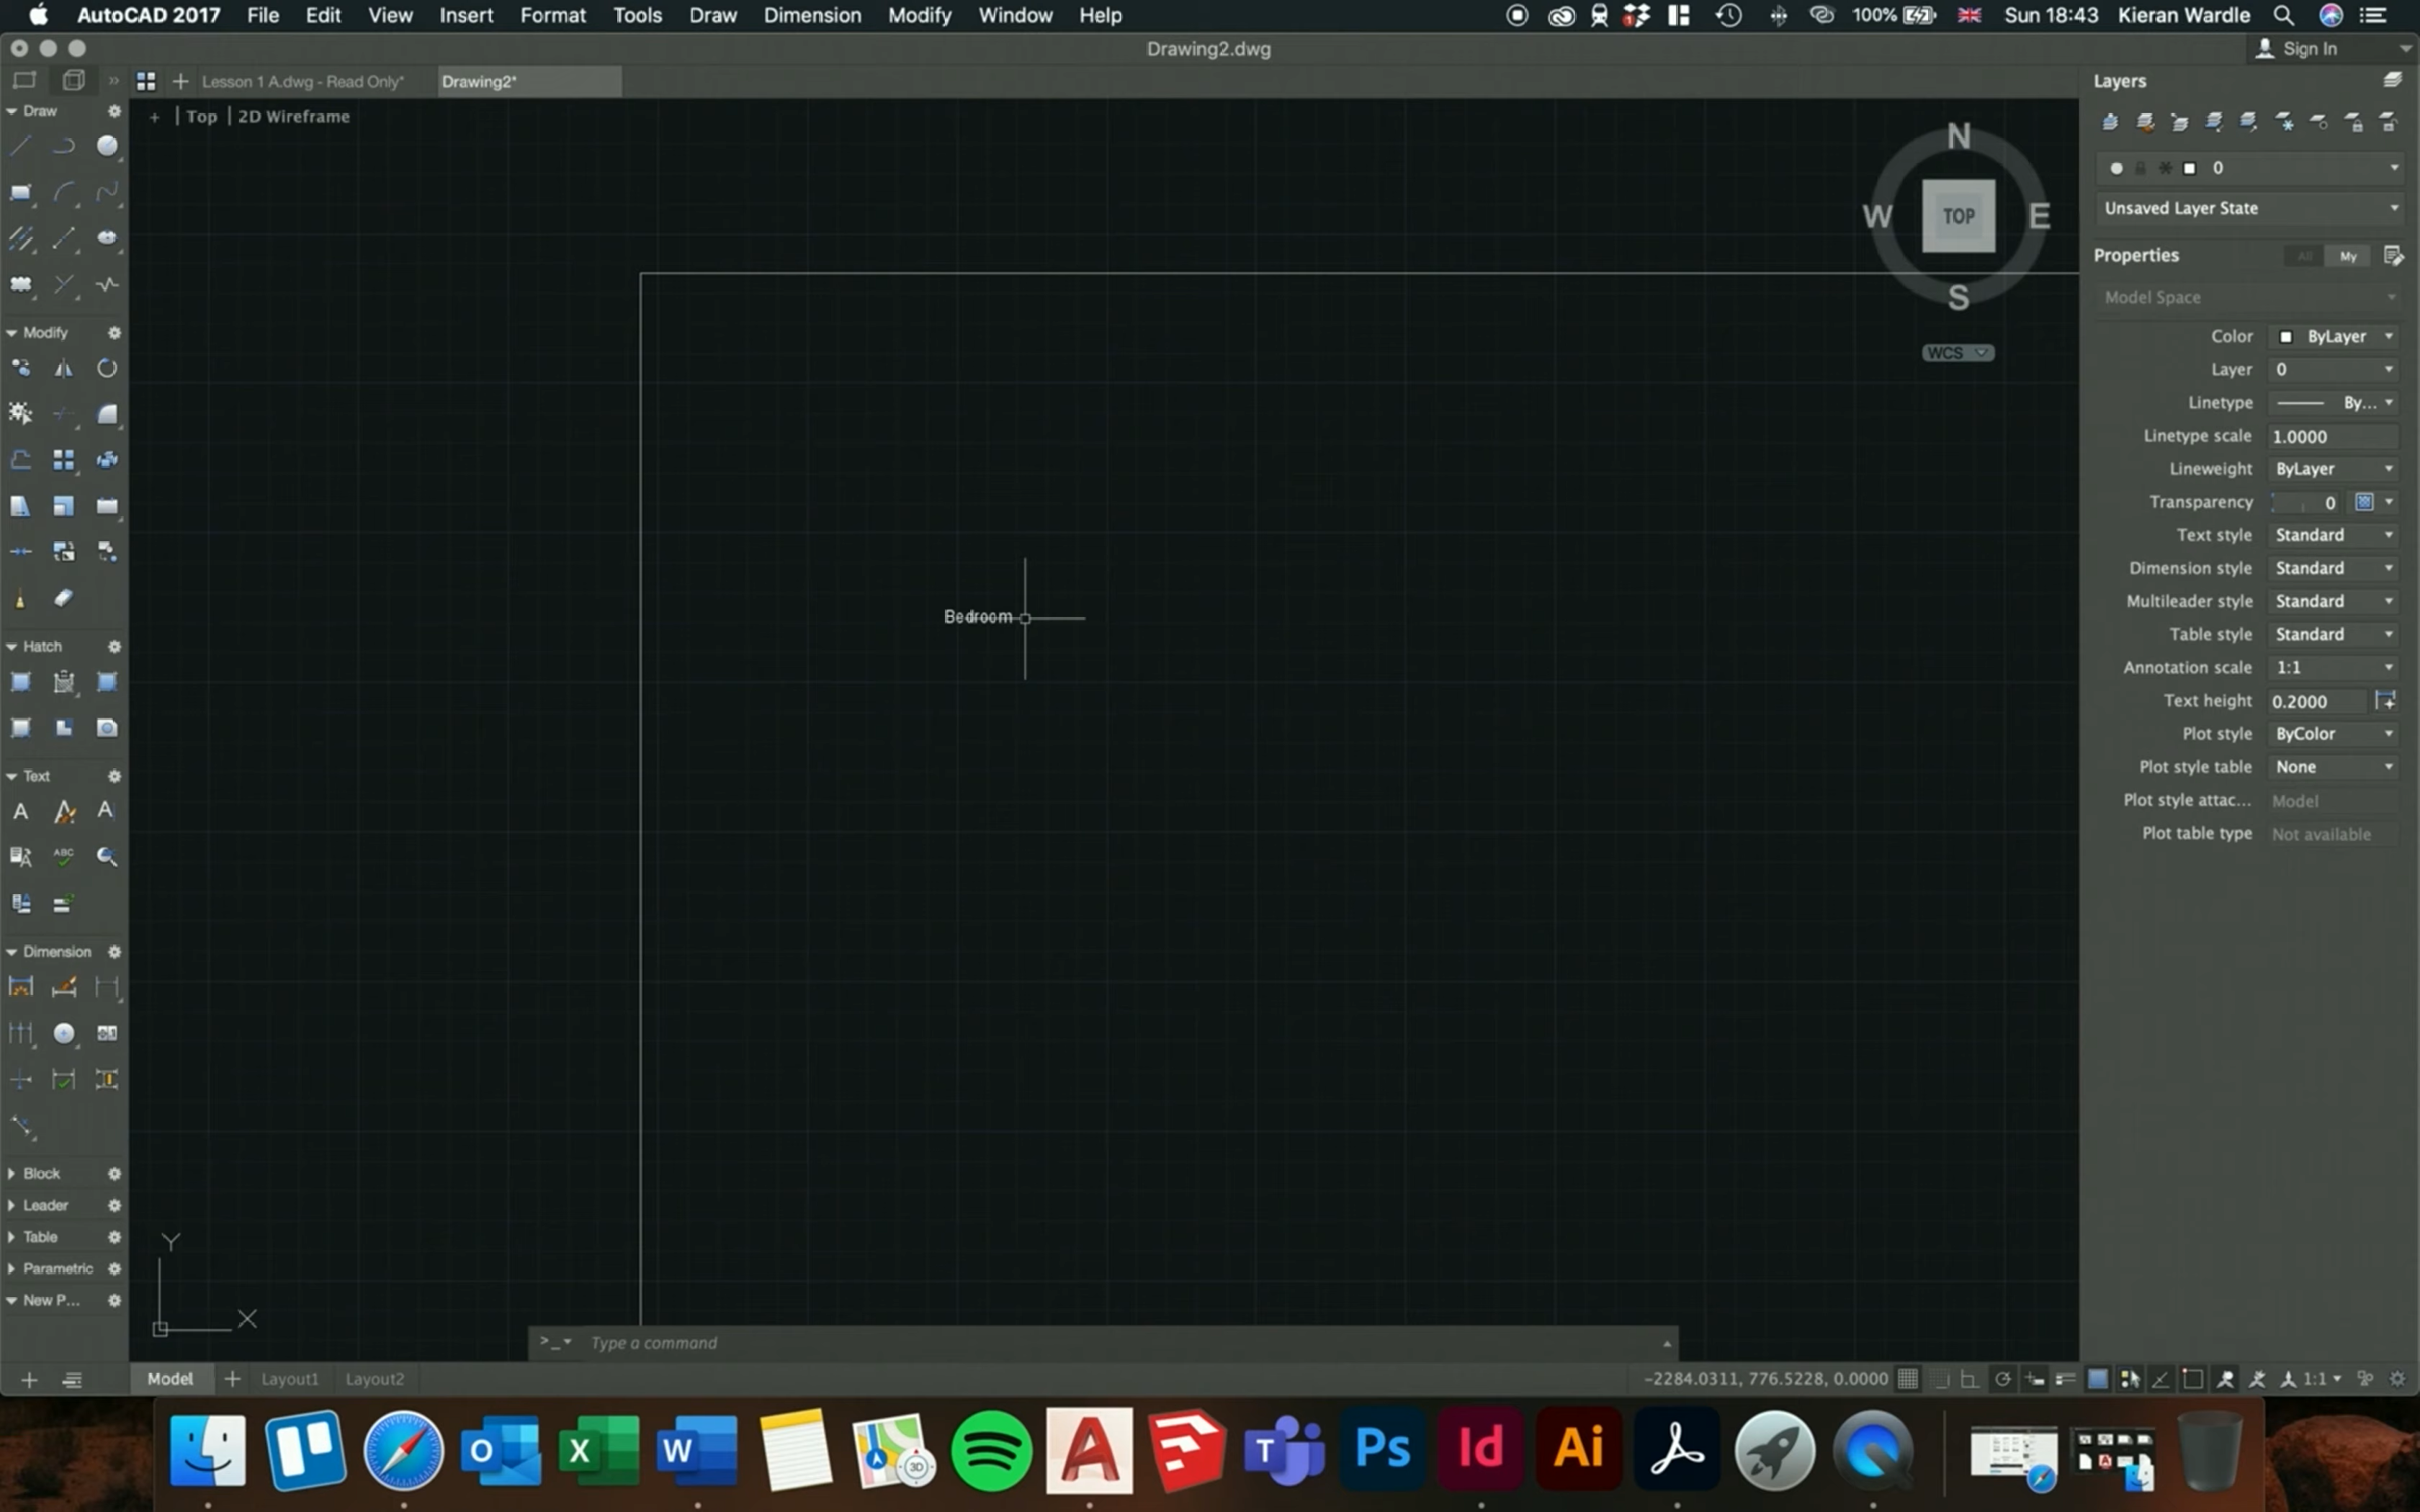 AutoCAD 2017 File Edit View Insert Format Tools Draw Dimension Modify Window Help 100% Sun 18:43 Kieran Wardle
Drawing2.dwg
Sign In
Lesson 1 A.dwg - Read Only* Drawing2*
+ | Top | 2D Wireframe
Draw
Modify
Hatch
Text
A A A
ABC
Dimension
Block
Leader
Table
Parametric
New P...
N
W TOP E
S
WCS
Bedroom
Y
X
>_ Type a command
Layers
0
Unsaved Layer State
Properties All My
Model Space
Color ByLayer
Layer 0
Linetype By...
Linetype scale 1.0000
Lineweight ByLayer
Transparency 0
Text style Standard
Dimension style Standard
Multileader style Standard
Table style Standard
Annotation scale 1:1
Text height 0.2000
Plot style ByColor
Plot style table None
Plot style attac... Model
Plot table type Not available
Model + Layout1 Layout2
-2284.0311, 776.5228, 0.0000 1:1
O X W 3D A T Ps Id Ai